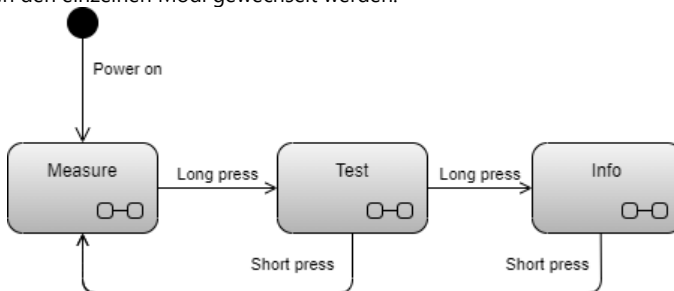 den einzelnen Modi gewechselt werden.
Power on
Measure
Long press
Test
Long press
Info
Short press
Short press